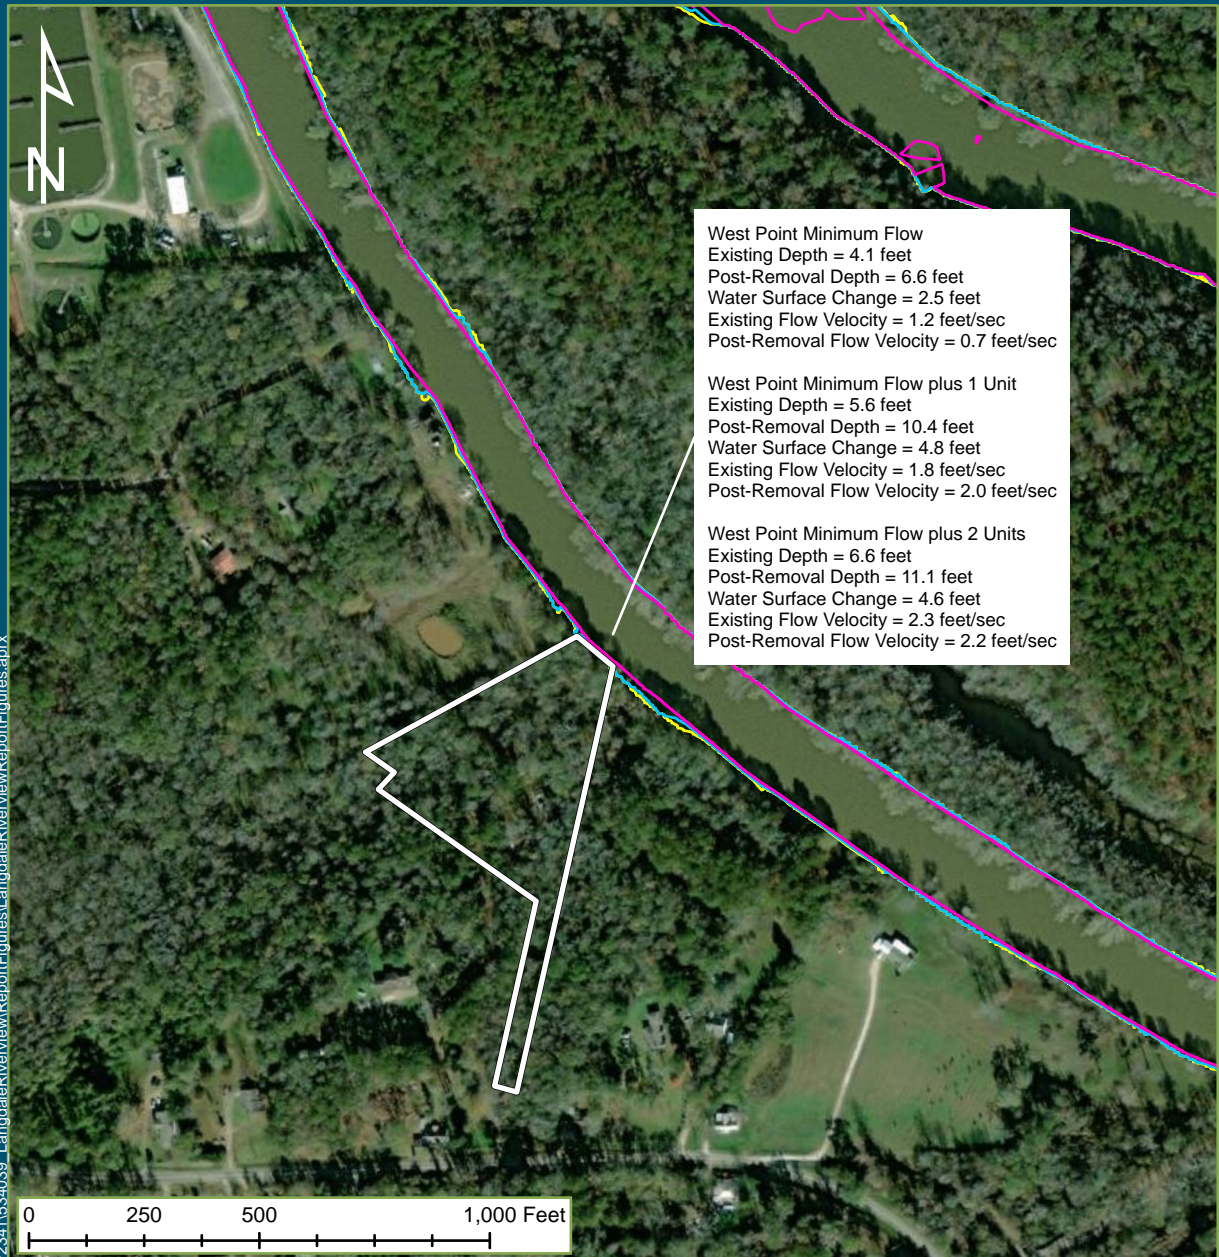 N
West Point Minimum Flow
Existing Depth = 4.1 feet
Post-Removal Depth = 6.6 feet
Water Surface Change = 2.5 feet
Existing Flow Velocity = 1.2 feet/sec
Post-Removal Flow Velocity = 0.7 feet/sec
West Point Minimum Flow plus 1 Unit
Existing Depth = 5.6 feet
Post-Removal Depth = 10.4 feet
Water Surface Change = 4.8 feet
Existing Flow Velocity = 1.8 feet/sec
Post-Removal Flow Velocity = 2.0 feet/sec
West Point Minimum Flow plus 2 Units
Existing Depth = 6.6 feet
Post-Removal Depth = 11.1 feet
Water Surface Change = 4.6 feet
Existing Flow Velocity = 2.3 feet/sec
Post-Removal Flow Velocity = 2.2 feet/sec
2341\534039_LangdaleRiverview\ReportFigures\LangdaleRiverviewReportFigures.aprx
0 250 500 1,000 Feet